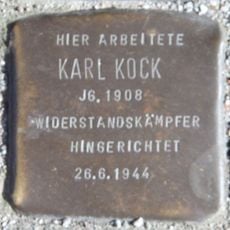 HIER ARBEITETE
KARL KOCK
JG. 1908
WIDERSTANDSKÄMPFER
HINGERICHTET
26.6.1944